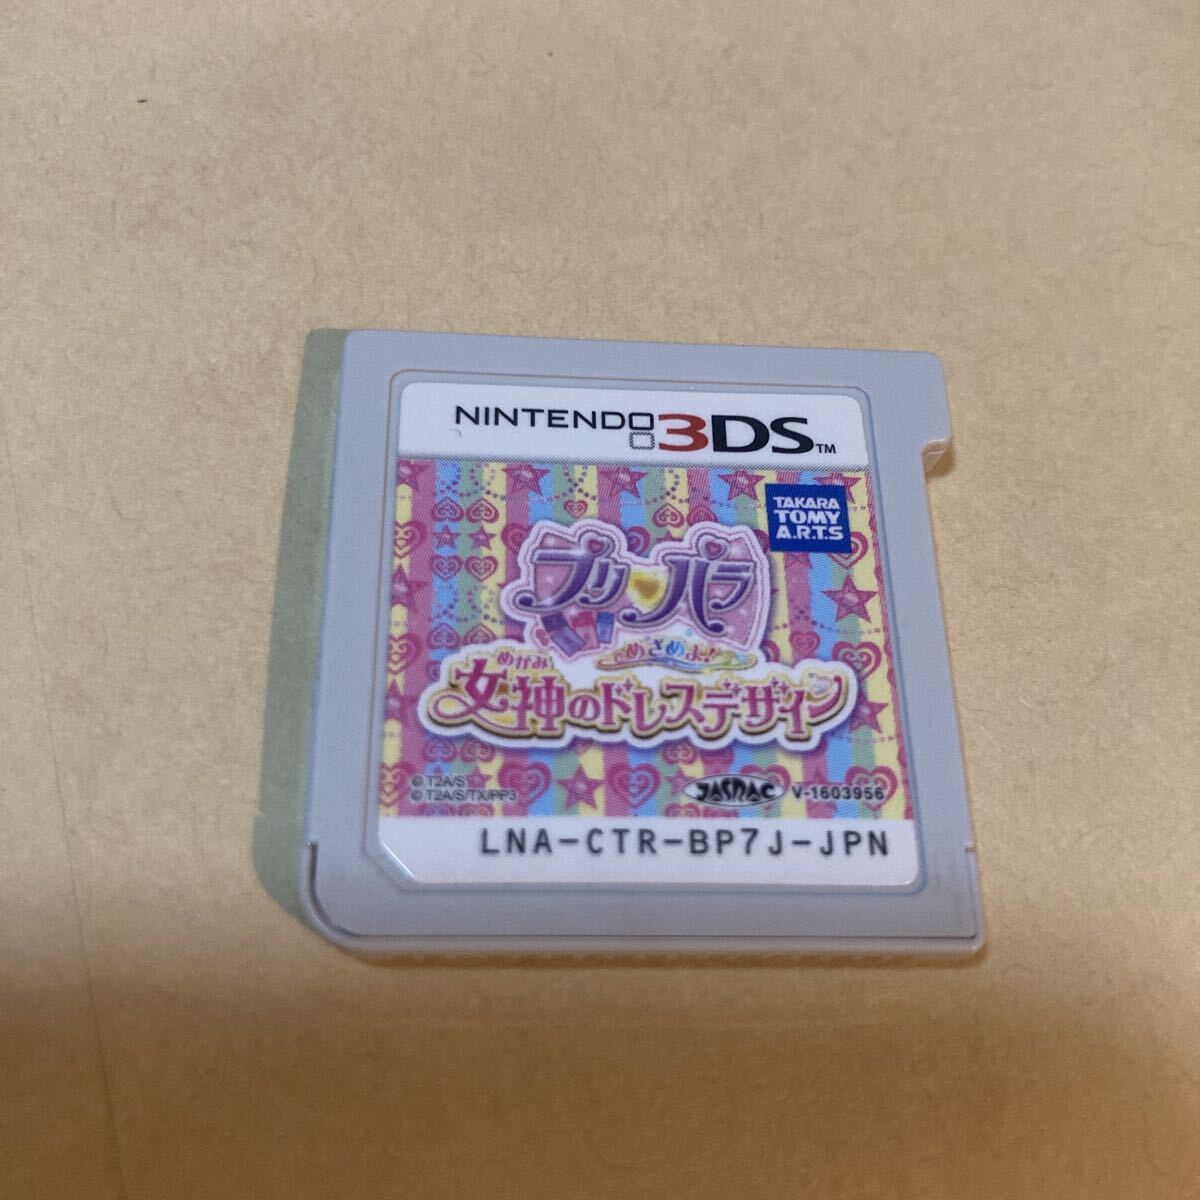 NINTENDO 3DS™
TAKARA
TOMY
A.R.T.S
プリパラ
めざめよ!
めがみ
女神のドレスデザイン
© T2A/S
© T2A/S/TX/PP3
JASRAC
V-1603956
LNA-CTR-BP7J-JPN